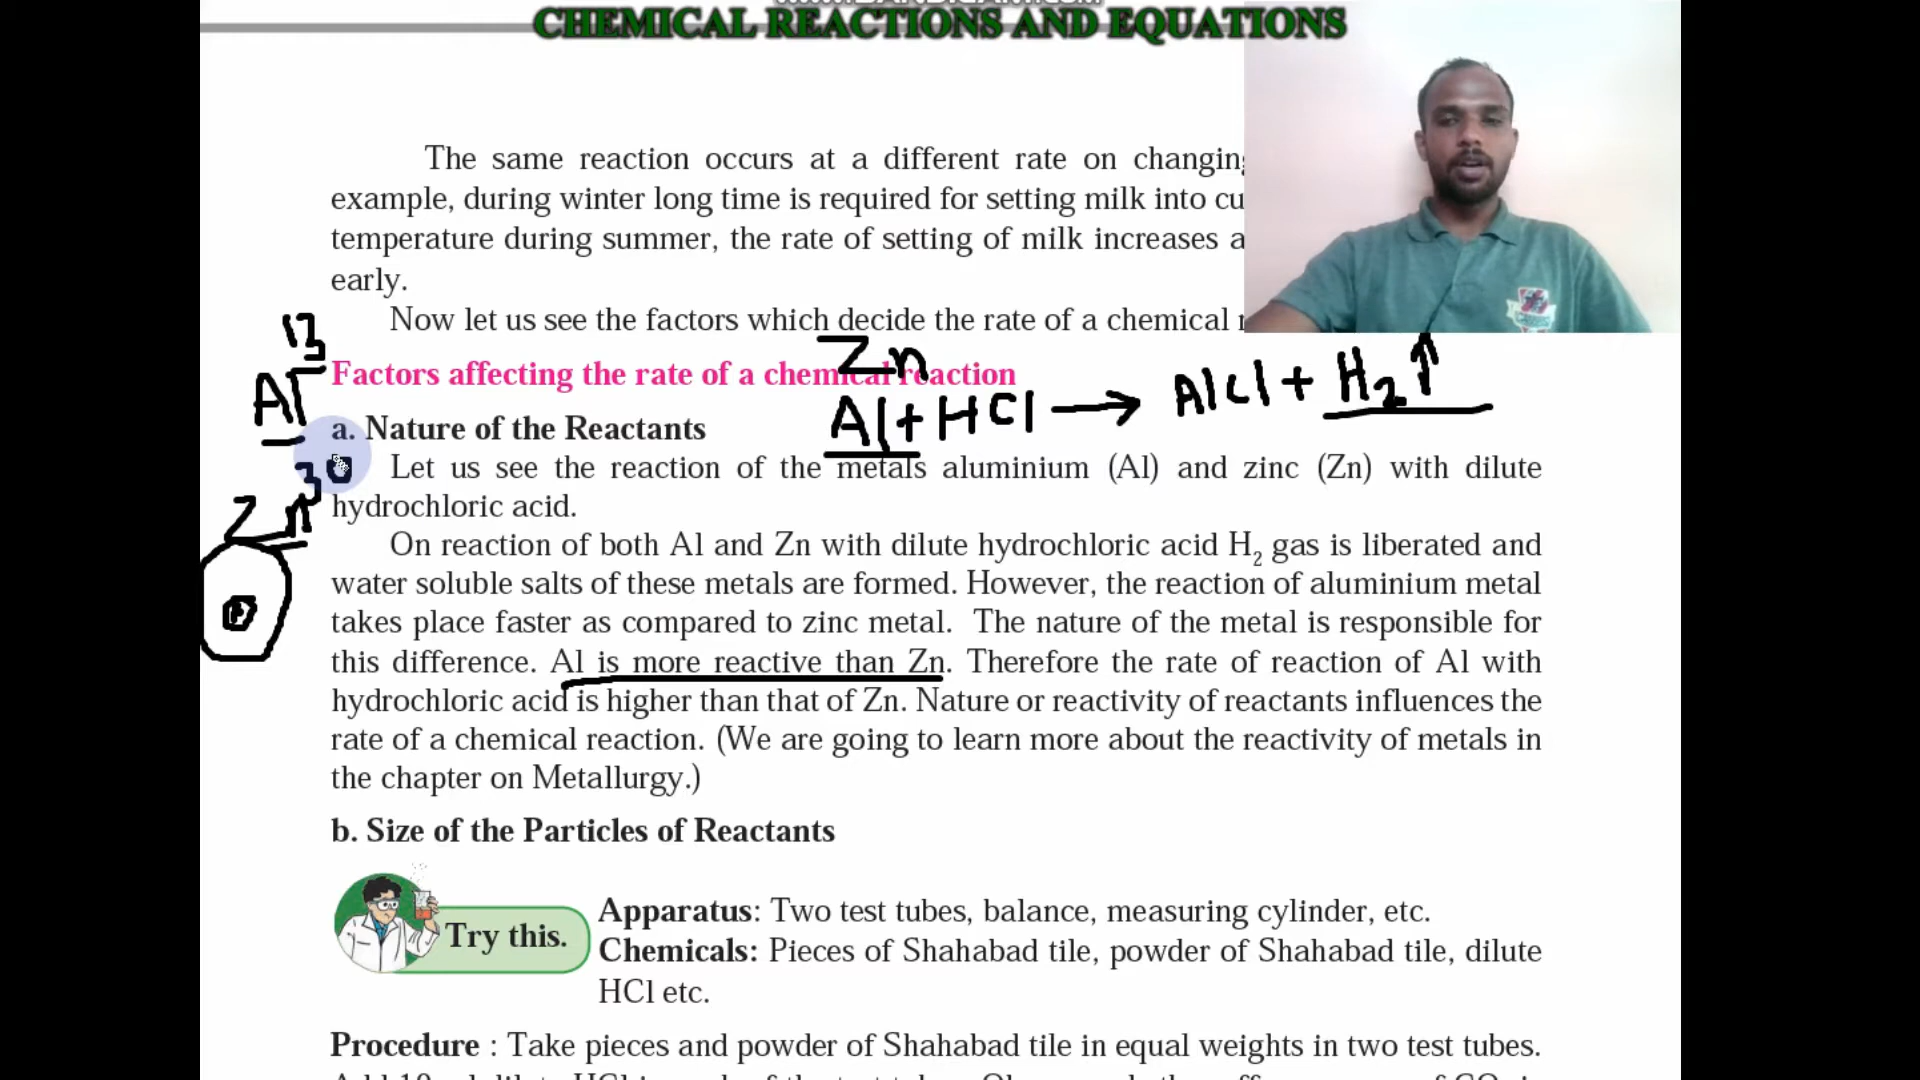 CHEMICAL REACTIONS AND EQUATIONS
The same reaction occurs at a different rate on changing
example, during winter long time is required for setting milk into cu
temperature during summer, the rate of setting of milk increases a
early.
Now let us see the factors which decide the rate of a chemical r
13
Al
Factors affecting the rate of a chemical reaction
Zn
Al + HCl → AlCl + H2↑
a. Nature of the Reactants
30
Zn
Let us see the reaction of the metals aluminium (Al) and zinc (Zn) with dilute
hydrochloric acid.
On reaction of both Al and Zn with dilute hydrochloric acid H2 gas is liberated and
water soluble salts of these metals are formed. However, the reaction of aluminium metal
takes place faster as compared to zinc metal. The nature of the metal is responsible for
this difference. Al is more reactive than Zn. Therefore the rate of reaction of Al with
hydrochloric acid is higher than that of Zn. Nature or reactivity of reactants influences the
rate of a chemical reaction. (We are going to learn more about the reactivity of metals in
the chapter on Metallurgy.)
b. Size of the Particles of Reactants
Try this.
Apparatus: Two test tubes, balance, measuring cylinder, etc.
Chemicals: Pieces of Shahabad tile, powder of Shahabad tile, dilute
HCl etc.
Procedure : Take pieces and powder of Shahabad tile in equal weights in two test tubes.